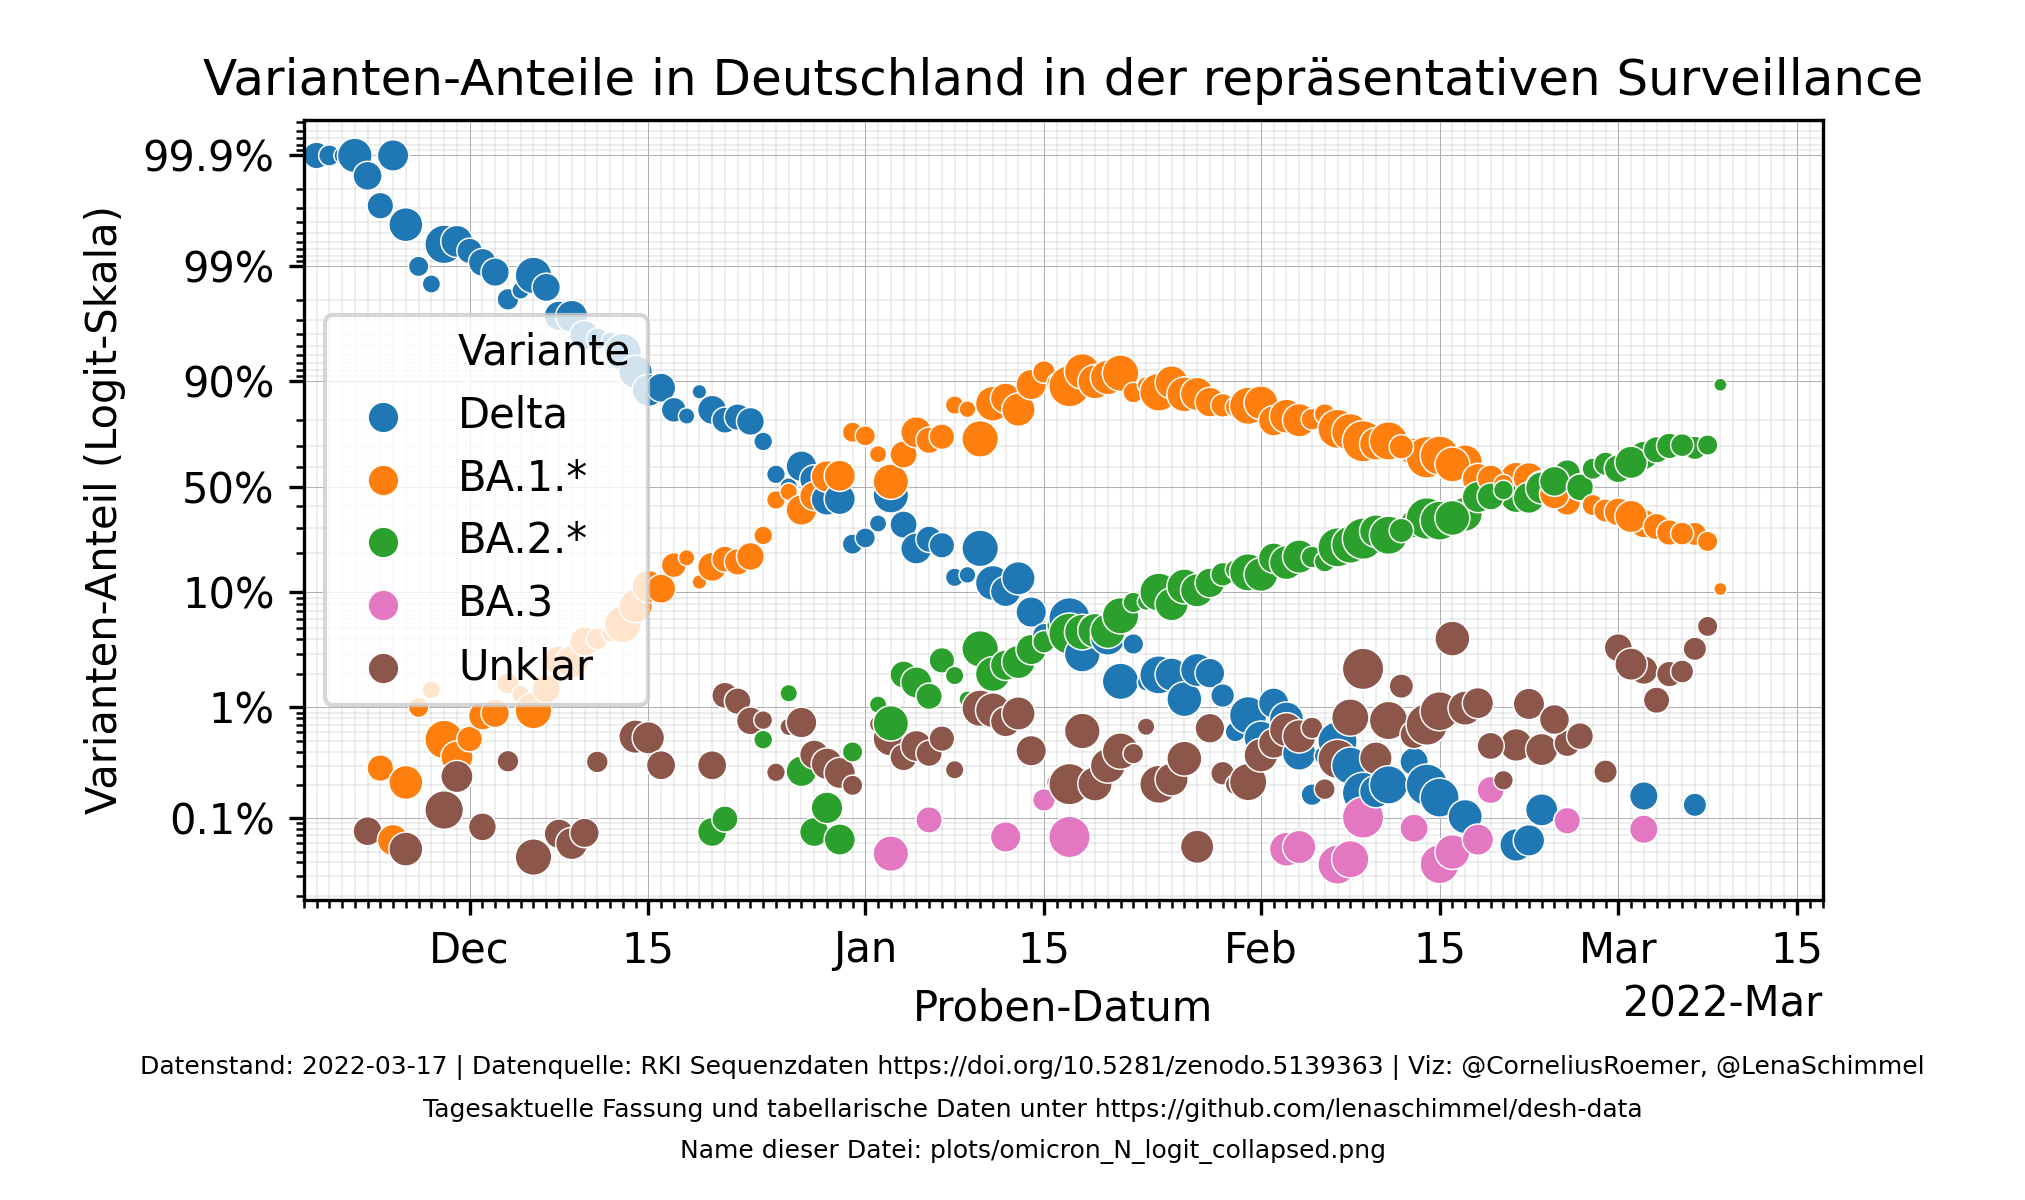 Varianten-Anteile in Deutschland in der repräsentativen Surveillance
Varianten-Anteil (Logit-Skala)
99.9%
99%
90%
50%
10%
1%
0.1%
Variante
Delta
BA.1.*
BA.2.*
BA.3
Unklar
Dec 15 Jan 15 Feb 15 Mar 15
Proben-Datum
2022-Mar
Datenstand: 2022-03-17 | Datenquelle: RKI Sequenzdaten https://doi.org/10.5281/zenodo.5139363 | Viz: @CorneliusRoemer, @LenaSchimmel
Tagesaktuelle Fassung und tabellarische Daten unter https://github.com/lenaschimmel/desh-data
Name dieser Datei: plots/omicron_N_logit_collapsed.png